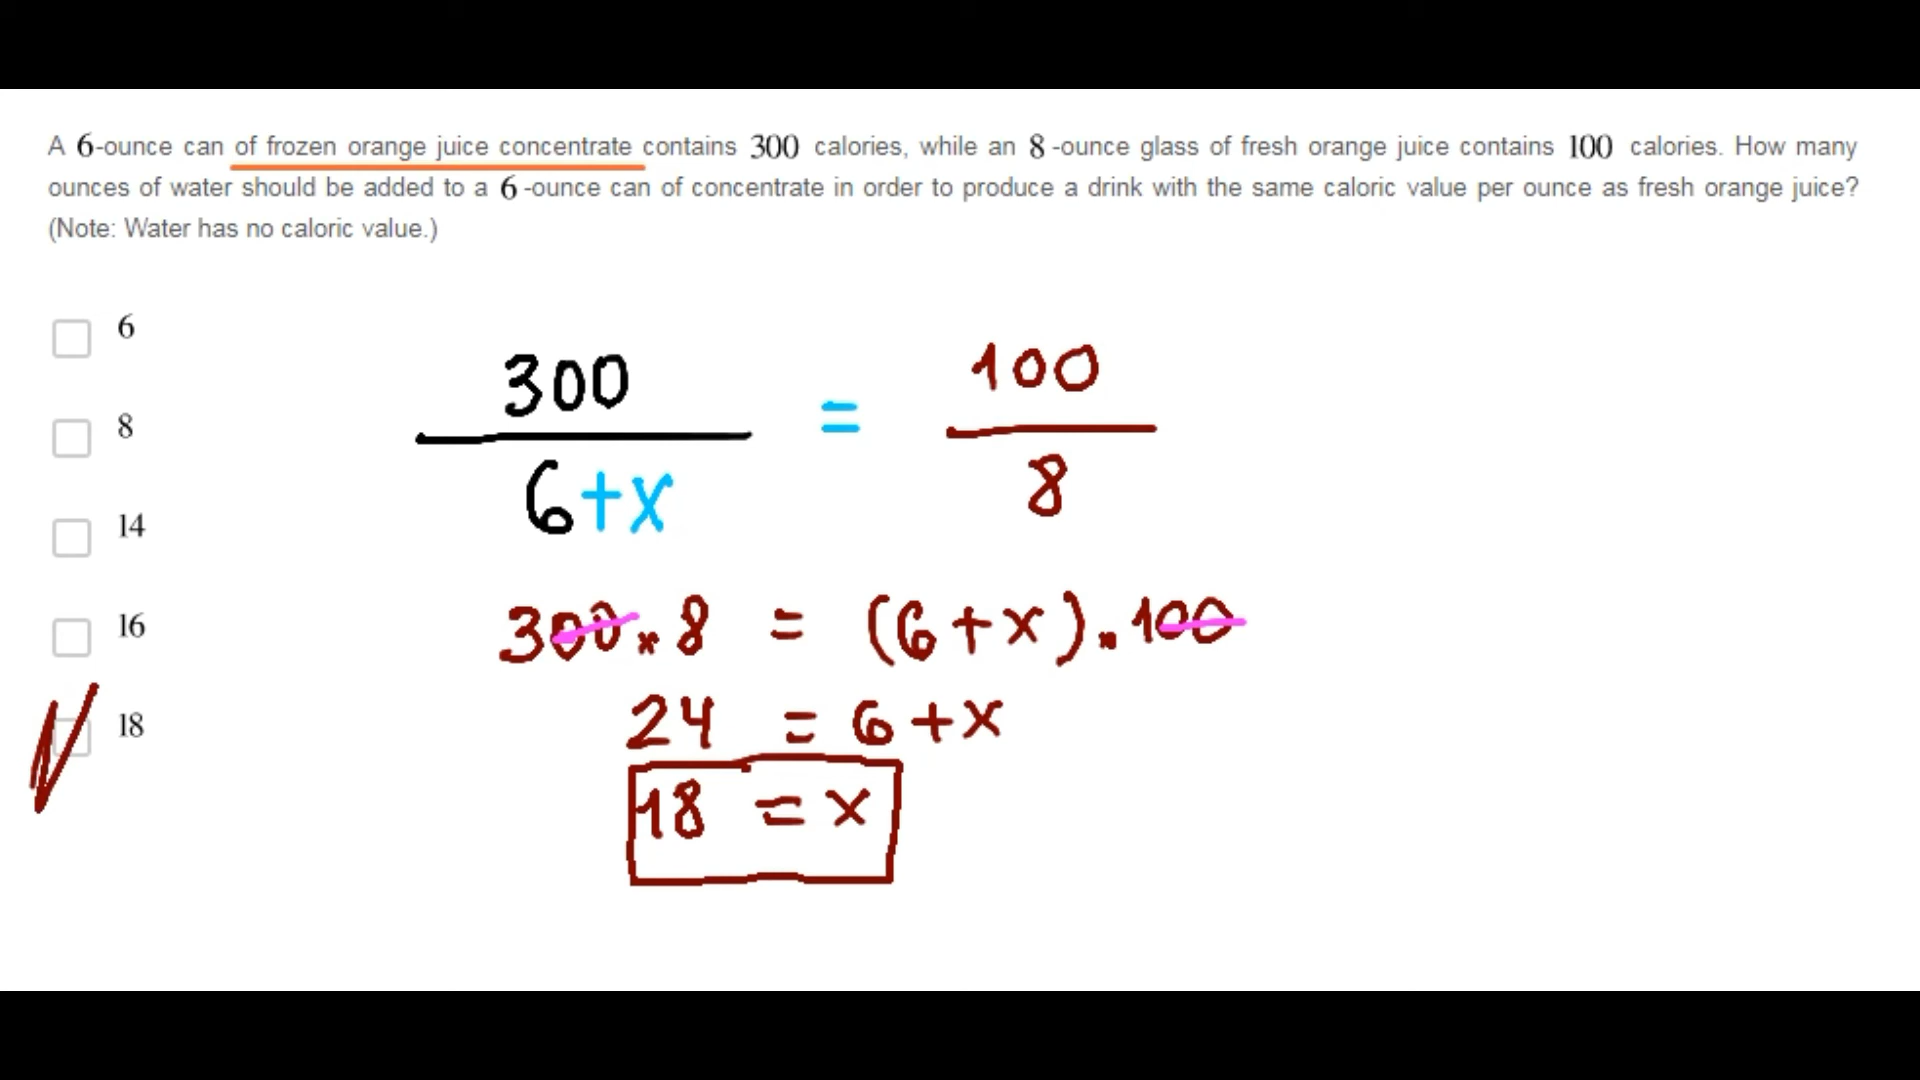 A 6-ounce can of frozen orange juice concentrate contains 300 calories, while an 8 -ounce glass of fresh orange juice contains 100 calories. How many
ounces of water should be added to a 6 -ounce can of concentrate in order to produce a drink with the same caloric value per ounce as fresh orange juice?
(Note: Water has no caloric value.)
6
8
14
16
18
300
6+x
=
100
8
300 . 8 = (6+x) . 100
24 = 6+x
18 = x